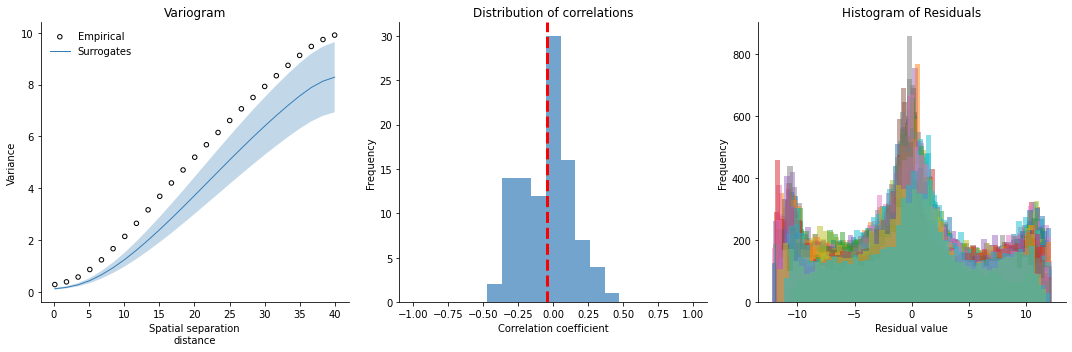 Variogram
Empirical
Surrogates
Variance
10
8
6
4
2
0
0 5 10 15 20 25 30 35 40
Spatial separation
distance
Distribution of correlations
Frequency
30
25
20
15
10
5
0
-1.00 -0.75 -0.50 -0.25 0.00 0.25 0.50 0.75 1.00
Correlation coefficient
Histogram of Residuals
Frequency
800
600
400
200
0
−10 −5 0 5 10
Residual value